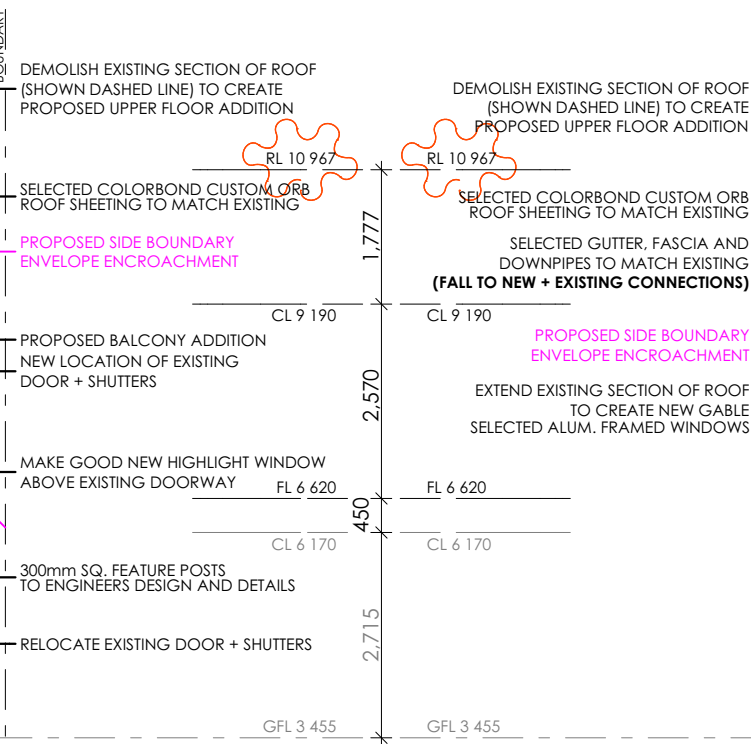 BOUNDARY
DEMOLISH EXISTING SECTION OF ROOF
(SHOWN DASHED LINE) TO CREATE
PROPOSED UPPER FLOOR ADDITION
SELECTED COLORBOND CUSTOM ORB
ROOF SHEETING TO MATCH EXISTING
PROPOSED SIDE BOUNDARY
ENVELOPE ENCROACHMENT
PROPOSED BALCONY ADDITION
NEW LOCATION OF EXISTING
DOOR + SHUTTERS
MAKE GOOD NEW HIGHLIGHT WINDOW
ABOVE EXISTING DOORWAY
300mm SQ. FEATURE POSTS
TO ENGINEERS DESIGN AND DETAILS
RELOCATE EXISTING DOOR + SHUTTERS
RL 10 967
CL 9 190
FL 6 620
CL 6 170
GFL 3 455
1,777
2,570
450
2,715
RL 10 967
CL 9 190
FL 6 620
CL 6 170
GFL 3 455
DEMOLISH EXISTING SECTION OF ROOF
(SHOWN DASHED LINE) TO CREATE
PROPOSED UPPER FLOOR ADDITION
SELECTED COLORBOND CUSTOM ORB
ROOF SHEETING TO MATCH EXISTING
SELECTED GUTTER, FASCIA AND
DOWNPIPES TO MATCH EXISTING
(FALL TO NEW + EXISTING CONNECTIONS)
PROPOSED SIDE BOUNDARY
ENVELOPE ENCROACHMENT
EXTEND EXISTING SECTION OF ROOF
TO CREATE NEW GABLE
SELECTED ALUM. FRAMED WINDOWS